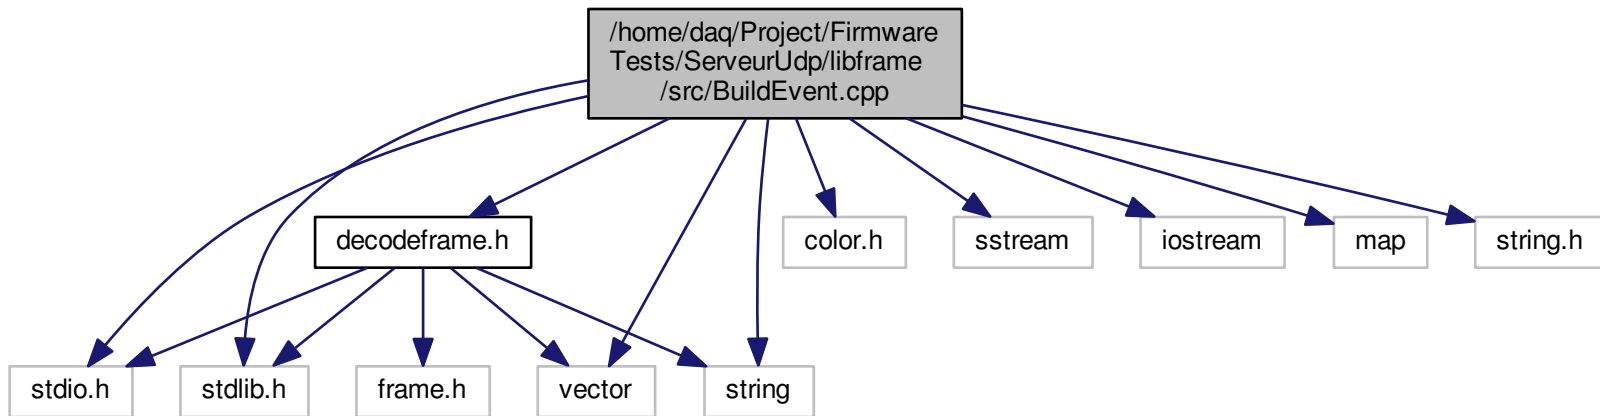 /home/daq/Project/Firmware
Tests/ServeurUdp/libframe
/src/BuildEvent.cpp
decodeframe.h
color.h
sstream
iostream
map
string.h
stdio.h
stdlib.h
frame.h
vector
string